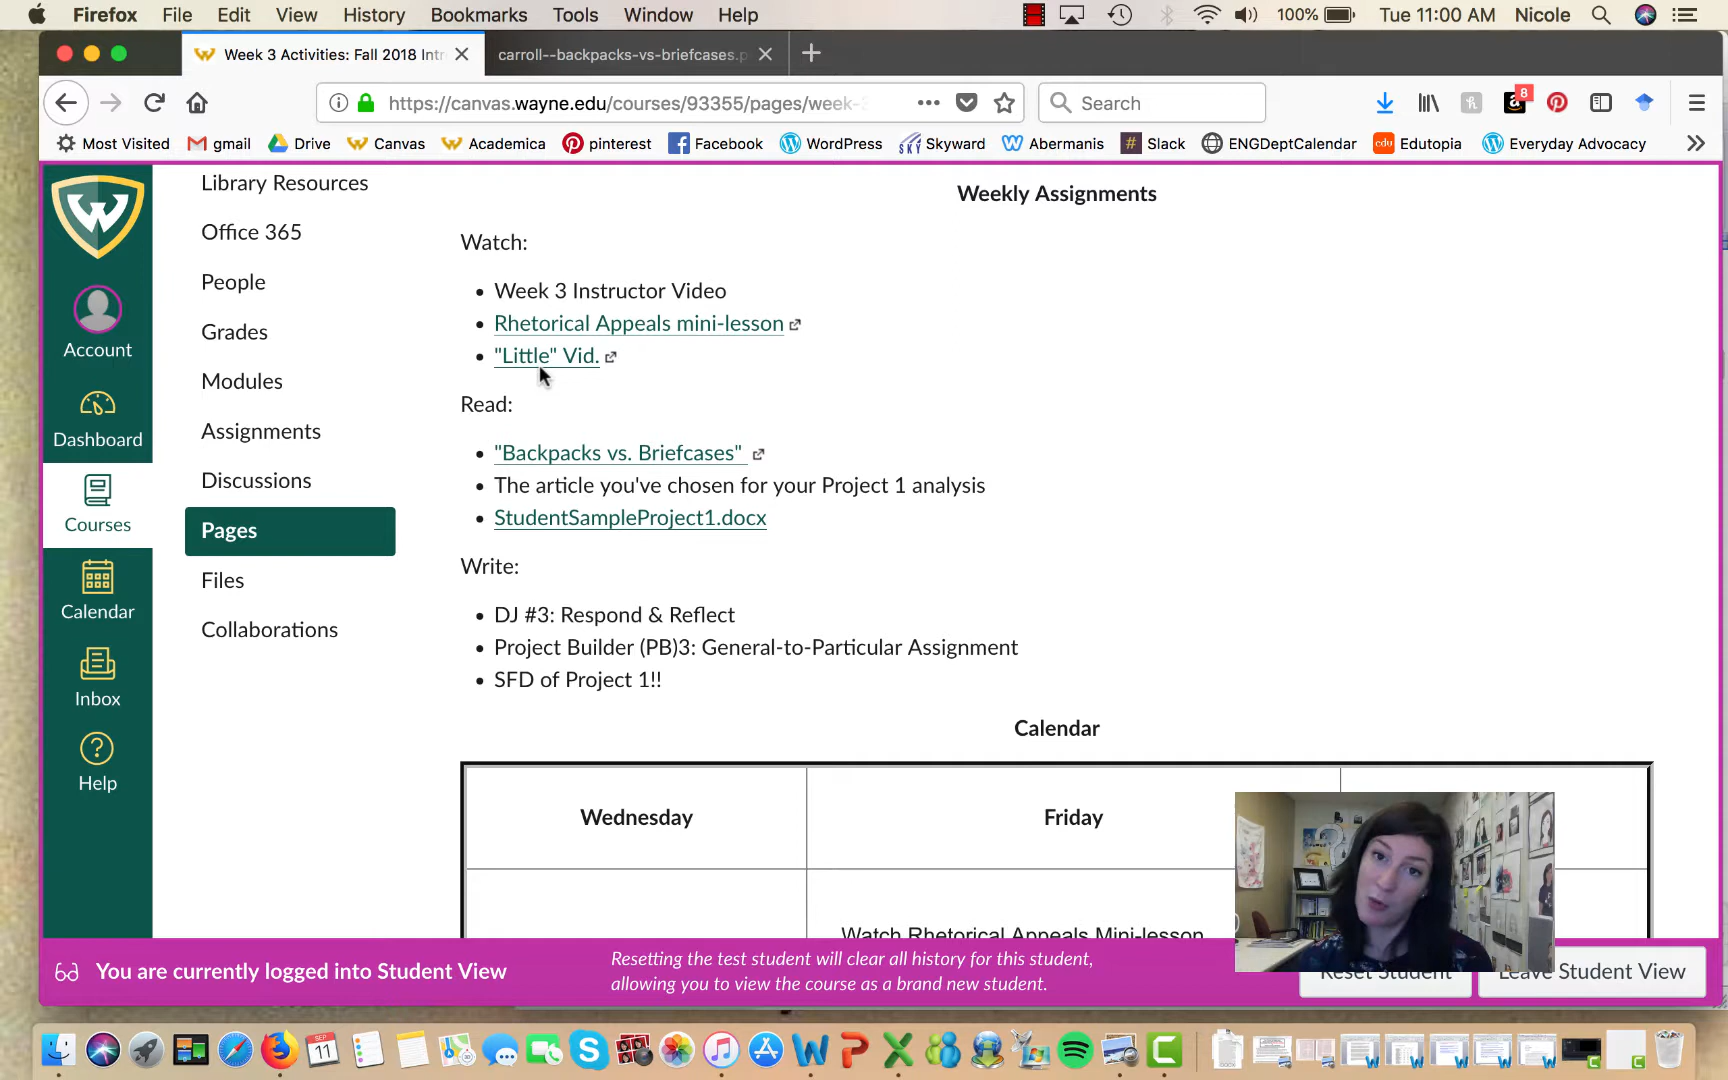 Firefox File Edit View History Bookmarks Tools Window Help 100% Tue 11:00 AM Nicole
Week 3 Activities: Fall 2018 Intr carroll--backpacks-vs-briefcases.p
https://canvas.wayne.edu/courses/93355/pages/week- Search 8
Most Visited gmail Drive Canvas Academica pinterest Facebook WordPress Skyward Abermanis Slack ENGDeptCalendar Edutopia Everyday Advocacy
Account
Dashboard
Courses
Calendar
Inbox
Help
Library Resources
Office 365
People
Grades
Modules
Assignments
Discussions
Pages
Files
Collaborations
Weekly Assignments
Watch:
Week 3 Instructor Video
Rhetorical Appeals mini-lesson
"Little" Vid.
Read:
"Backpacks vs. Briefcases"
The article you've chosen for your Project 1 analysis
StudentSampleProject1.docx
Write:
DJ #3: Respond & Reflect
Project Builder (PB)3: General-to-Particular Assignment
SFD of Project 1!!
Calendar
Wednesday Friday
Watch Rhetorical Appeals Mini-lesson
You are currently logged into Student View
Resetting the test student will clear all history for this student,
allowing you to view the course as a brand new student.
Reset Student Leave Student View
SEP
11